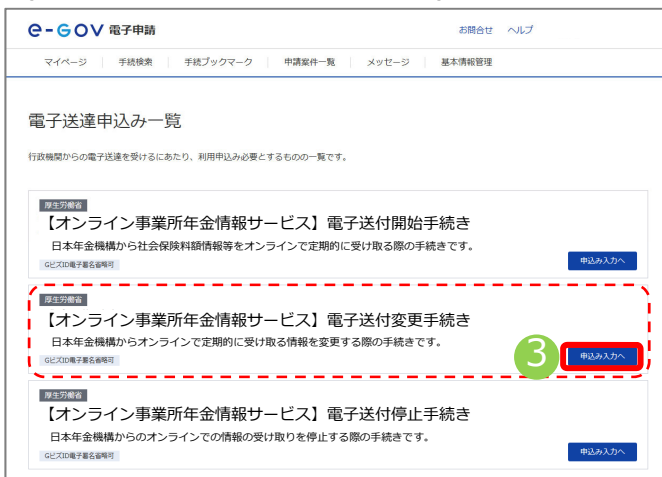 e-GOV 電子申請
お問合せ ヘルプ
マイページ 手続検索 手続ブックマーク 申請案件一覧 メッセージ 基本情報管理
電子送達申込み一覧
行政機関からの電子送達を受けるにあたり、利用申込み必要とするものの一覧です。
厚生労働省
【オンライン事業所年金情報サービス】電子送付開始手続き
日本年金機構から社会保険料額情報等をオンラインで定期的に受け取る際の手続きです。
GビズID電子署名省略可
申込み入力へ
厚生労働省
【オンライン事業所年金情報サービス】電子送付変更手続き
日本年金機構からオンラインで定期的に受け取る情報を変更する際の手続きです。
GビズID電子署名省略可
3 申込み入力へ
厚生労働省
【オンライン事業所年金情報サービス】電子送付停止手続き
日本年金機構からのオンラインでの情報の受け取りを停止する際の手続きです。
GビズID電子署名省略可
申込み入力へ